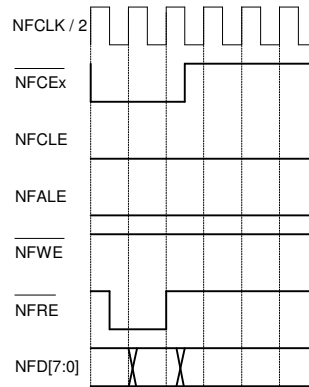 NFCLK / 2
NFCEx
NFCLE
NFALE
NFWE
NFRE
NFD[7:0]